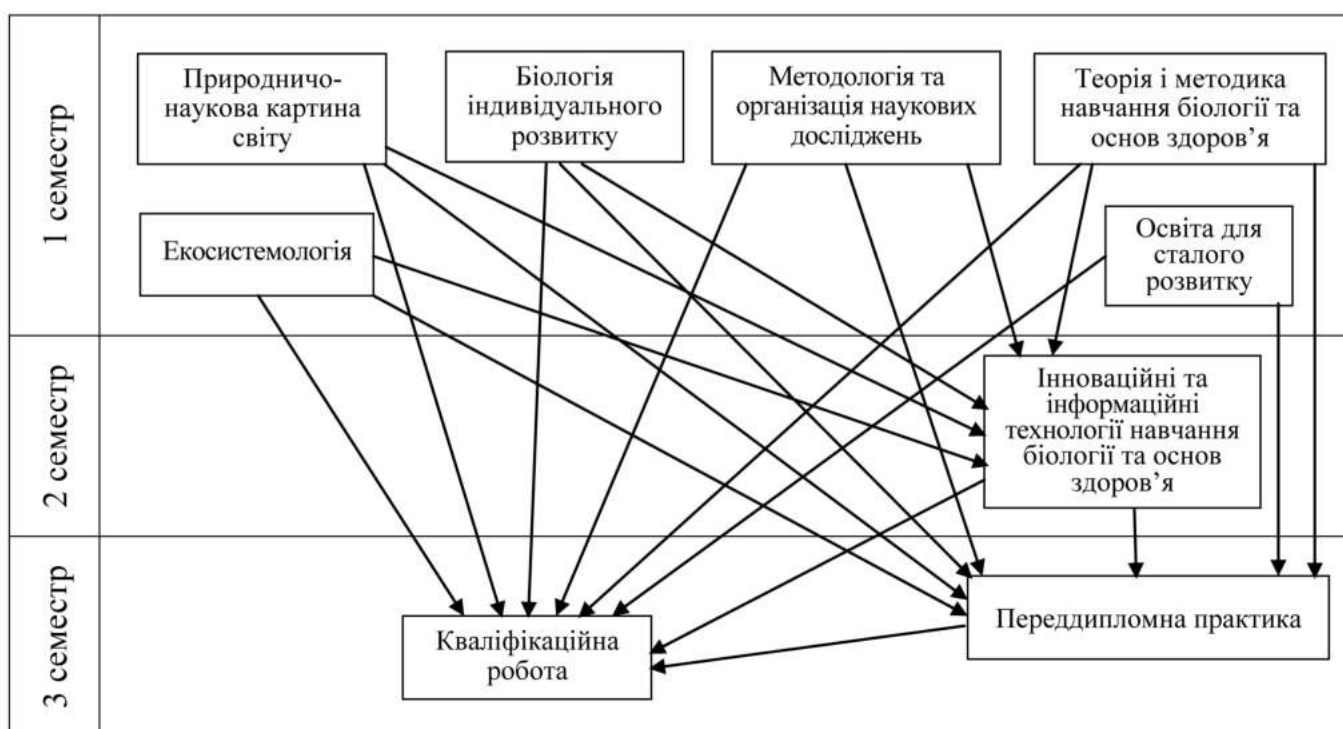 1 семестр
Природничо-
наукова картина
світу
Біологія
індивідуального
розвитку
Методологія та
організація наукових
досліджень
Теорія і методика
навчання біології та
основ здоров’я
Екосистемологія
Освіта для
сталого
розвитку
2 семестр
Інноваційні та
інформаційні
технології навчання
біології та основ
здоров’я
3 семестр
Кваліфікаційна
робота
Переддипломна практика